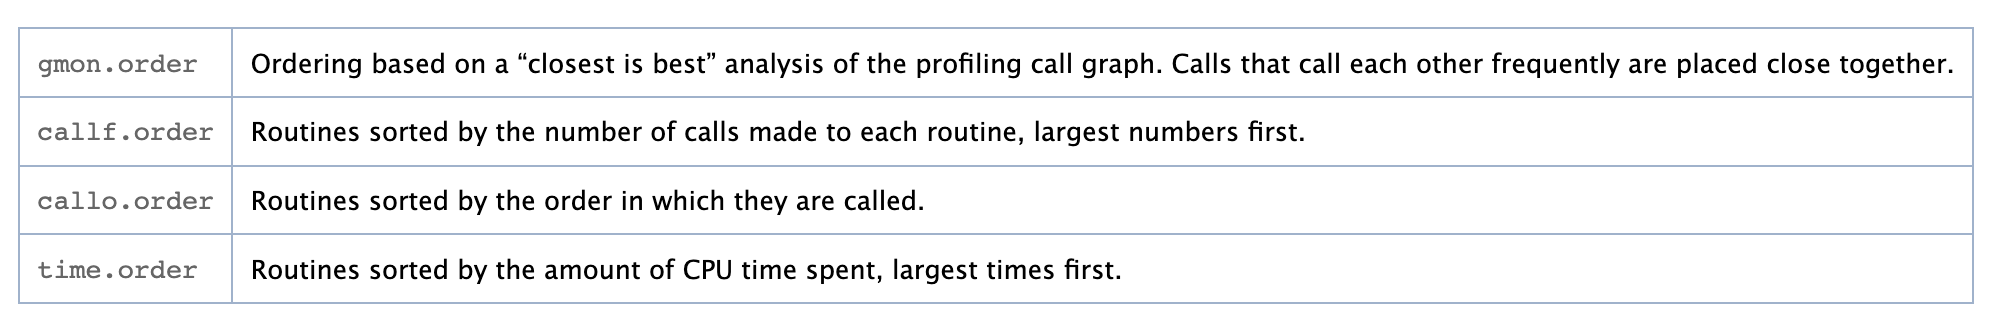 gmon.order Ordering based on a “closest is best” analysis of the profiling call graph. Calls that call each other frequently are placed close together.
callf.order Routines sorted by the number of calls made to each routine, largest numbers first.
callo.order Routines sorted by the order in which they are called.
time.order Routines sorted by the amount of CPU time spent, largest times first.